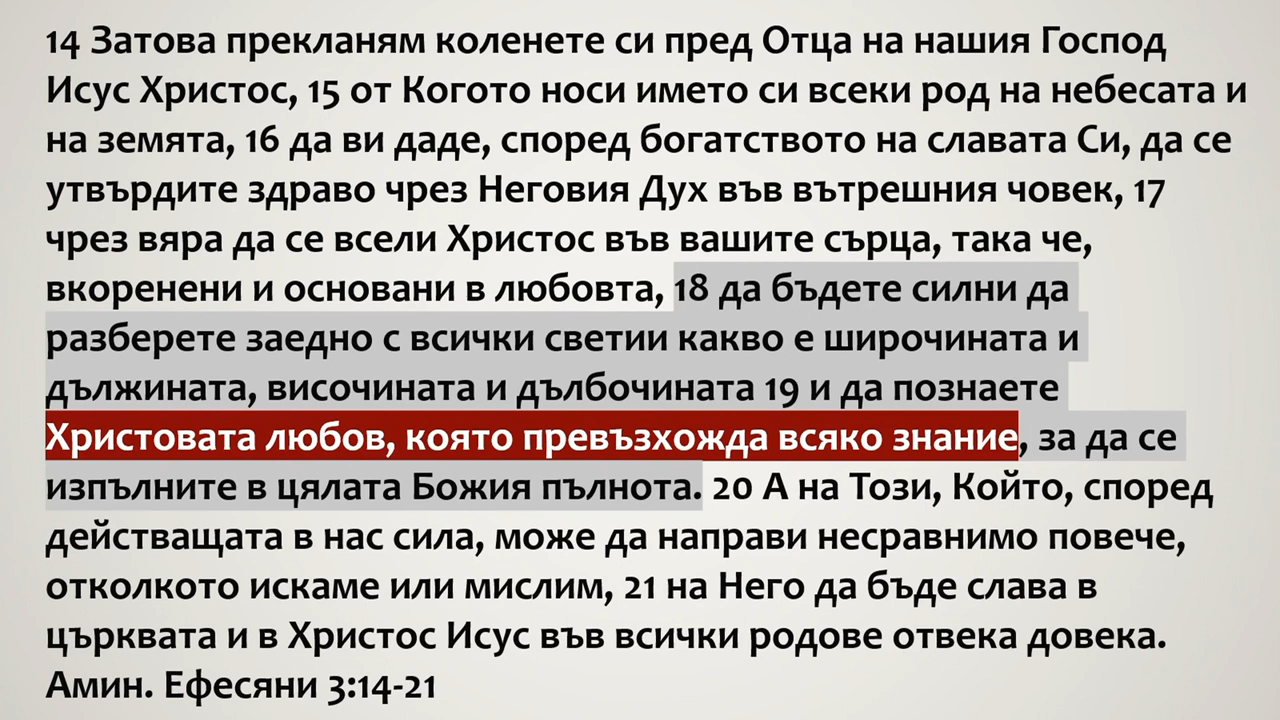 14 Затова прекланям коленете си пред Отца на нашия Господ
Исус Христос, 15 от Когото носи името си всеки род на небесата и
на земята, 16 да ви даде, според богатството на славата Си, да се
утвърдите здраво чрез Неговия Дух във вътрешния човек, 17
чрез вяра да се всели Христос във вашите сърца, така че,
вкоренени и основани в любовта, 18 да бъдете силни да
разберете заедно с всички светии какво е широчината и
дължината, височината и дълбочината 19 и да познаете
Христовата любов, която превъзхожда всяко знание, за да се
изпълните в цялата Божия пълнота. 20 А на Този, Който, според
действащата в нас сила, може да направи несравнимо повече,
отколкото искаме или мислим, 21 на Него да бъде слава в
църквата и в Христос Исус във всички родове отвека довека.
Амин. Ефесяни 3:14-21